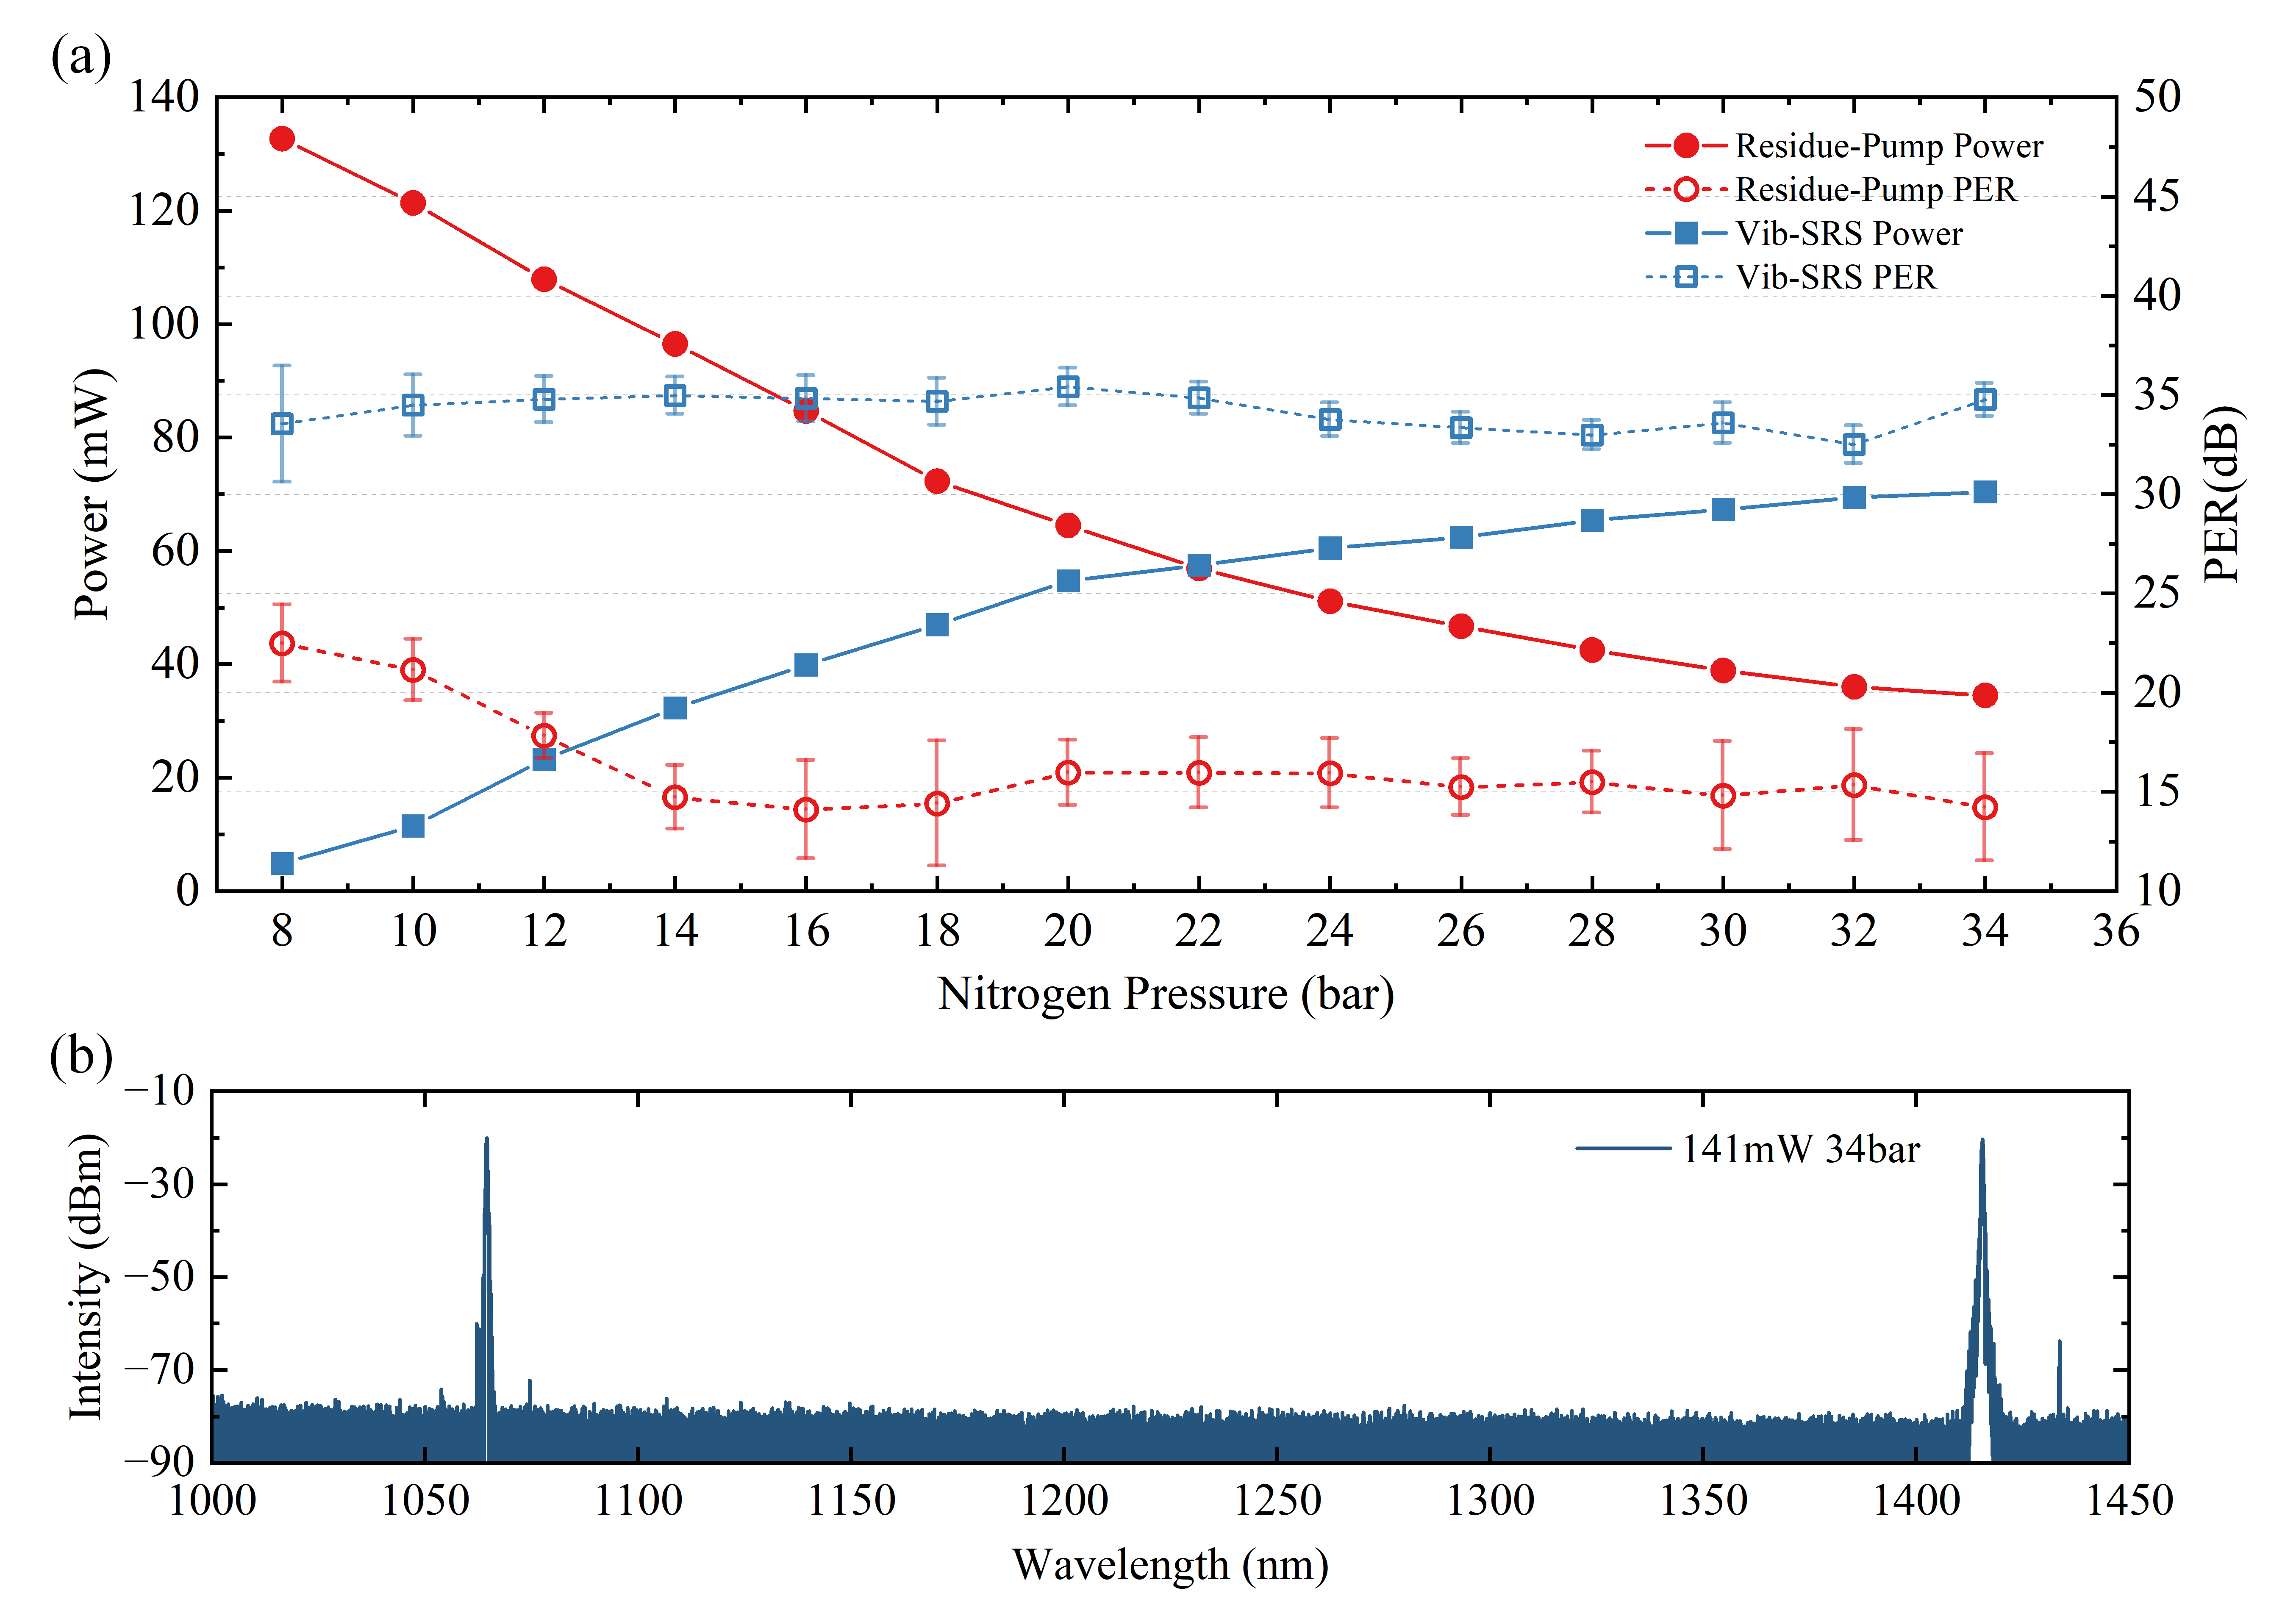 (a)
140
120
100
80
60
40
20
0
Power (mW)
50
45
40
35
30
25
20
15
10
PER(dB)
Residue-Pump Power
Residue-Pump PER
Vib-SRS Power
Vib-SRS PER
8 10 12 14 16 18 20 22 24 26 28 30 32 34 36
Nitrogen Pressure (bar)
(b)
−10
−30
−50
−70
−90
Intensity (dBm)
141mW 34bar
1000 1050 1100 1150 1200 1250 1300 1350 1400 1450
Wavelength (nm)